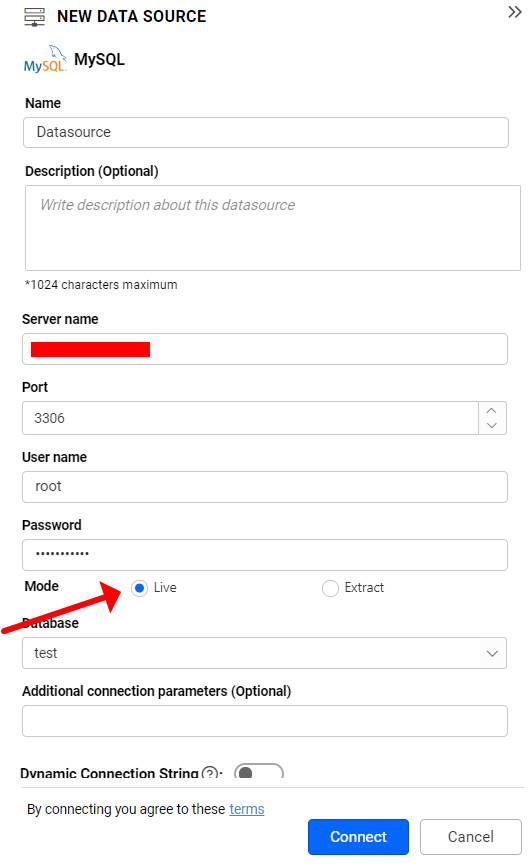 NEW DATA SOURCE
MySQL MySQL
Name
Datasource
Description (Optional)
Write description about this datasource
*1024 characters maximum
Server name
Port
3306
User name
root
Password
•••••••••••
Mode Live Extract
Database
test
Additional connection parameters (Optional)
Dynamic Connection String ? :
By connecting you agree to these terms
Connect Cancel